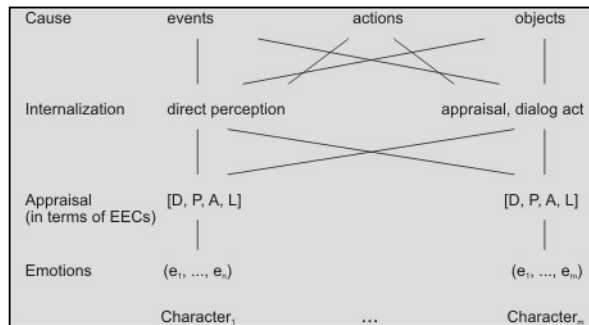 Cause events actions objects
Internalization direct perception appraisal, dialog act
Appraisal [D, P, A, L] [D, P, A, L]
(in terms of EECs)
Emotions (e₁, ..., eₙ) (e₁, ..., eₘ)
Character₁ ... Characterₘ